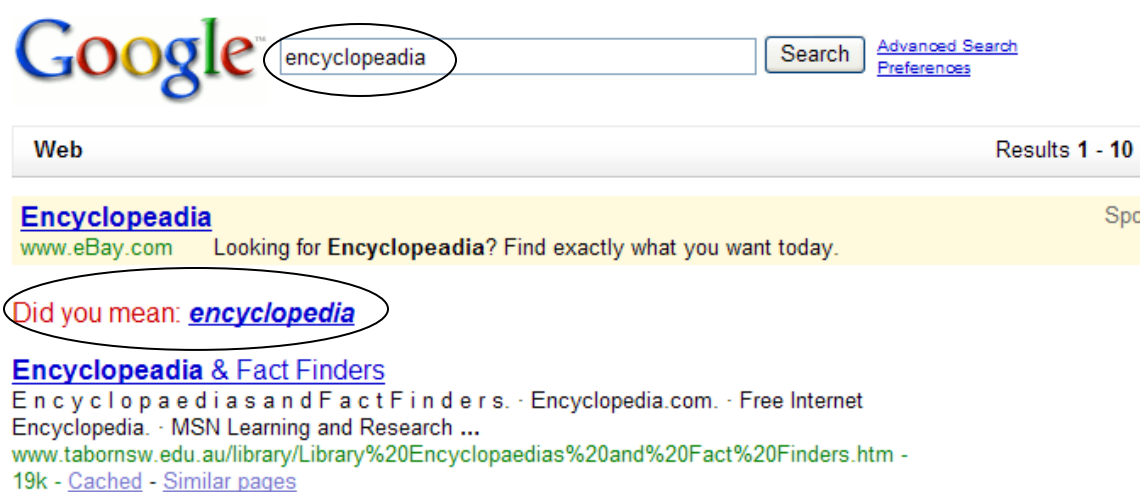 Google™ encyclopeadia Search Advanced Search
Preferences
Web Results 1 - 10
Encyclopeadia
www.eBay.com Looking for Encyclopeadia? Find exactly what you want today.
Did you mean: encyclopedia
Encyclopeadia & Fact Finders
E n c y c l o p a e d i a s a n d F a c t F i n d e r s. · Encyclopedia.com. · Free Internet
Encyclopedia. · MSN Learning and Research ...
www.tabornsw.edu.au/library/Library%20Encyclopaedias%20and%20Fact%20Finders.htm -
19k - Cached - Similar pages